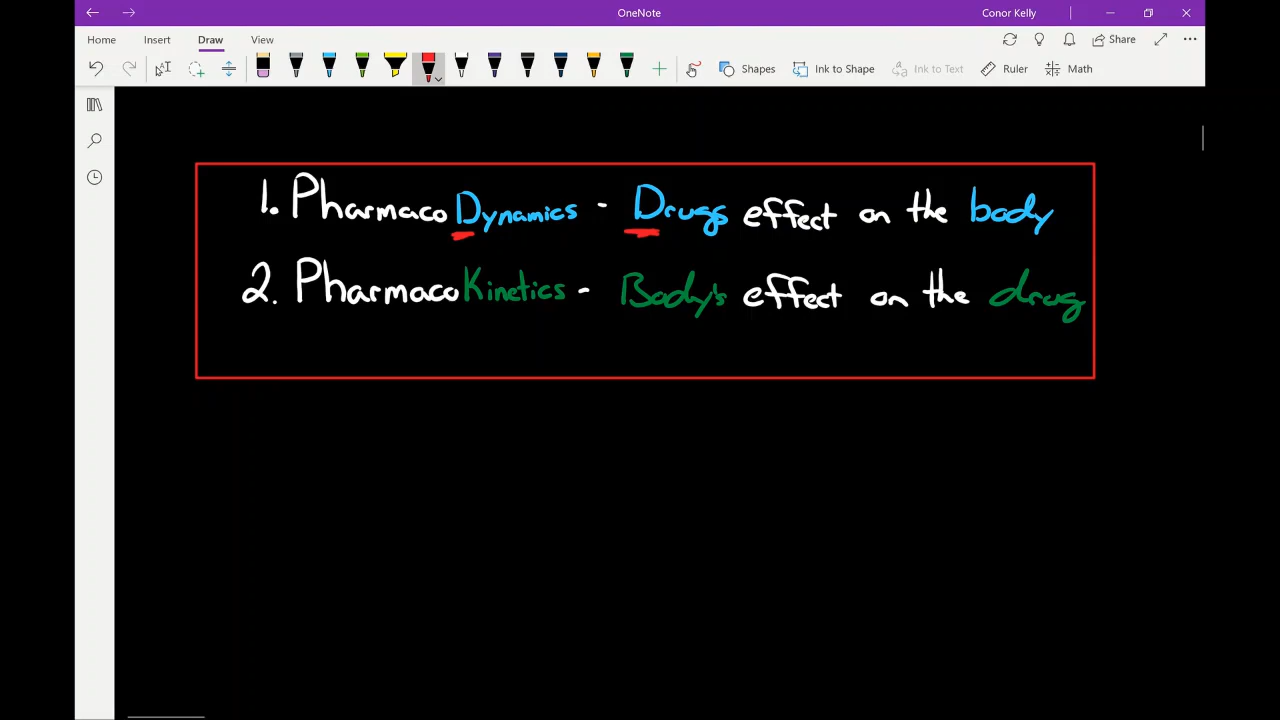 OneNote
Conor Kelly
Home Insert Draw View
Share
Shapes Ink to Shape Ink to Text Ruler Math
1. PharmacoDynamics - Drugs effect on the body
2. PharmacoKinetics - Body's effect on the drug